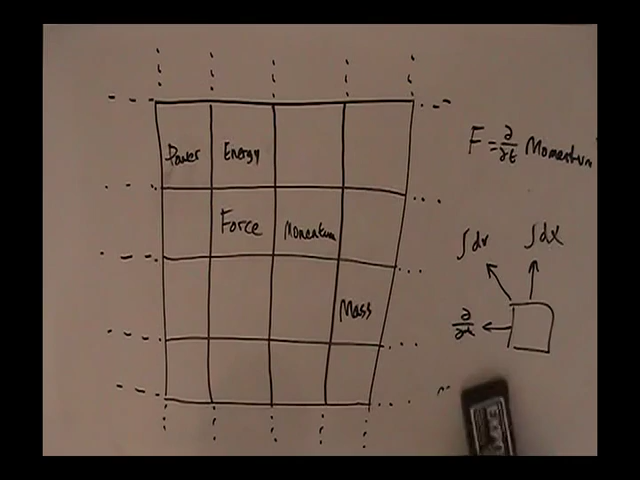 Power Energy
Force Momentum
Mass
F = ∂/∂t Momentum
∫dv ∫dx
∂/∂t